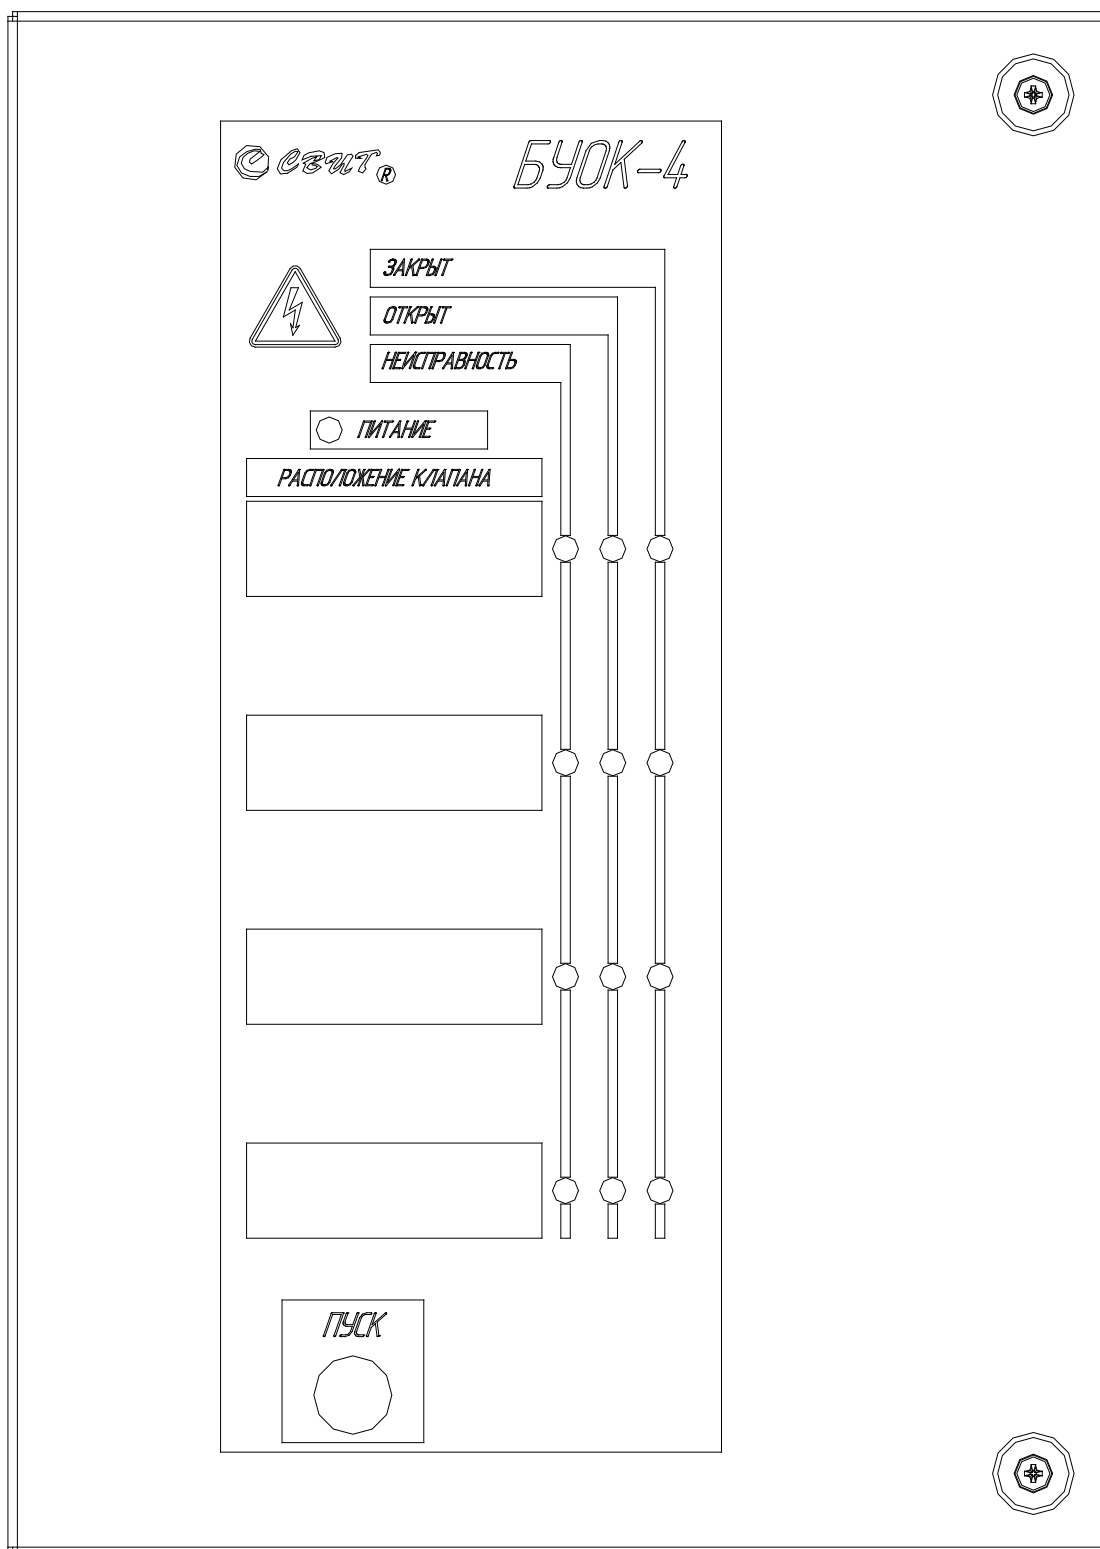 СВИТ ®
БУОК-4
ЗАКРЫТ
ОТКРЫТ
НЕИСПРАВНОСТЬ
ПИТАНИЕ
РАСПОЛОЖЕНИЕ КЛАПАНА
ПУСК